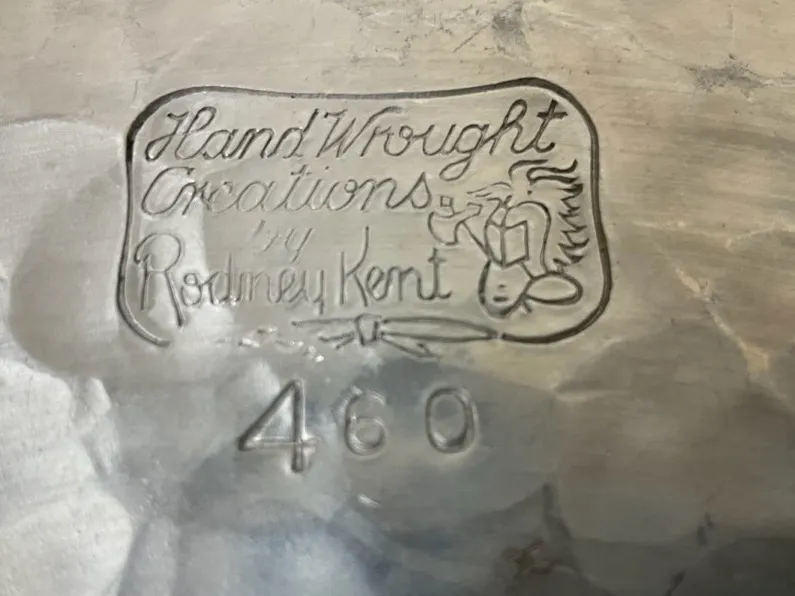 Hand Wrought
Creations
by
Rodney Kent
460